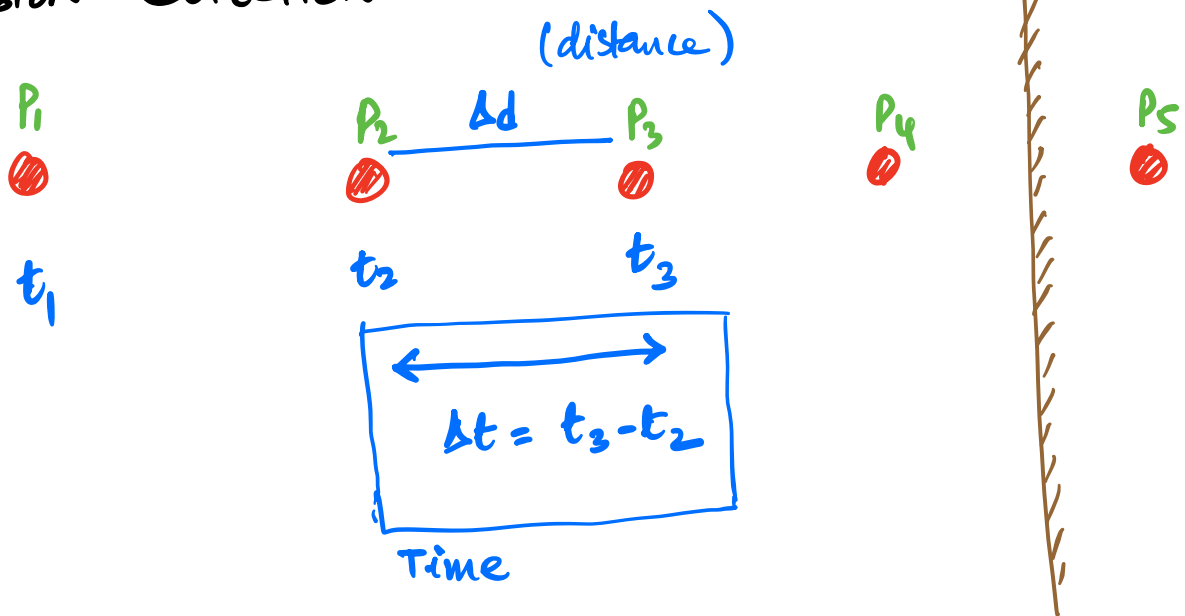 (distance)
P₁
P₂
Δd
P₃
P₄
P₅
t₁
t₂
t₃
Δt = t₃-t₂
Time